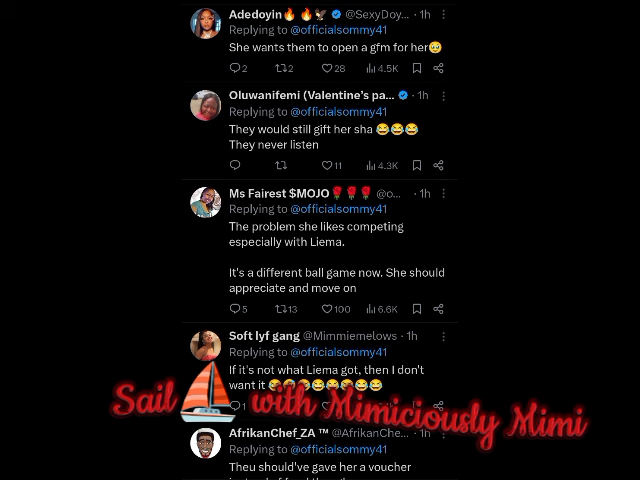 Adedoyin🔥 🔥🦅 @SexyDoy... · 1h
Replying to @officialsommy41
She wants them to open a gfm for her🥹
2 2 28 4.5K
Oluwanifemi (Valentine's pa... · 1h
Replying to @officialsommy41
They would still gift her sha 😂😂😂
They never listen
11 4.3K
Ms Fairest $MOJO🌹🌹🌹 @o... · 1h
Replying to @officialsommy41
The problem she likes competing
especially with Liema.
It's a different ball game now. She should
appreciate and move on
5 13 100 6.6K
Soft lyf gang @Mimmiemelows · 1h
Replying to @officialsommy41
If it's not what Liema got, then I don't
want it 😂😂😂😂😂😂😂😂
1
Sail with Mimiciously Mimi
AfrikanChef_ZA ™ @AfrikanChe... · 1h
Replying to @officialsommy41
Theu should've gave her a voucher